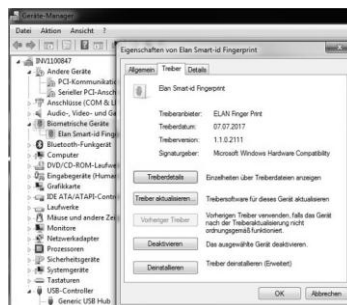 Geräte-Manager
Datei Aktion Ansicht ?
INV1100847
Andere Geräte
PCI-Kommunikatio
Serieller PCI-Ansch
Anschlüsse (COM & L
Audio-, Video- und Ga
Biometrische Geräte
Elan Smart-id Finge
Bluetooth-Funkgerät
Computer
DVD/CD-ROM-Laufwe
Eingabegeräte (Human
Grafikkarte
IDE ATA/ATAPI-Contr
Laufwerke
Mäuse und andere Zei
Monitore
Netzwerkadapter
Prozessoren
Sicherheitsgeräte
Systemgeräte
Tastaturen
USB-Controller
Generic USB Hub
Eigenschaften von Elan Smart-id Fingerprint
Allgemein Treiber Details
Elan Smart-id Fingerprint
Treiberanbieter: ELAN Finger Print
Treiberdatum: 07.07.2017
Treiberversion: 1.1.0.2111
Signaturgeber: Microsoft Windows Hardware Compatibility
Treiberdetails Einzelheiten über Treiberdateien anzeigen
Treiber aktualisieren... Treibersoftware für dieses Gerät aktualisieren
Vorheriger Treiber Vorherigen Treiber verwenden, falls das Gerät
nach der Treiberaktualisierung nicht
ordnungsgemäß funktioniert.
Deaktivieren Das ausgewählte Gerät deaktivieren.
Deinstallieren Treiber deinstallieren (Erweitert)
OK Abbrechen